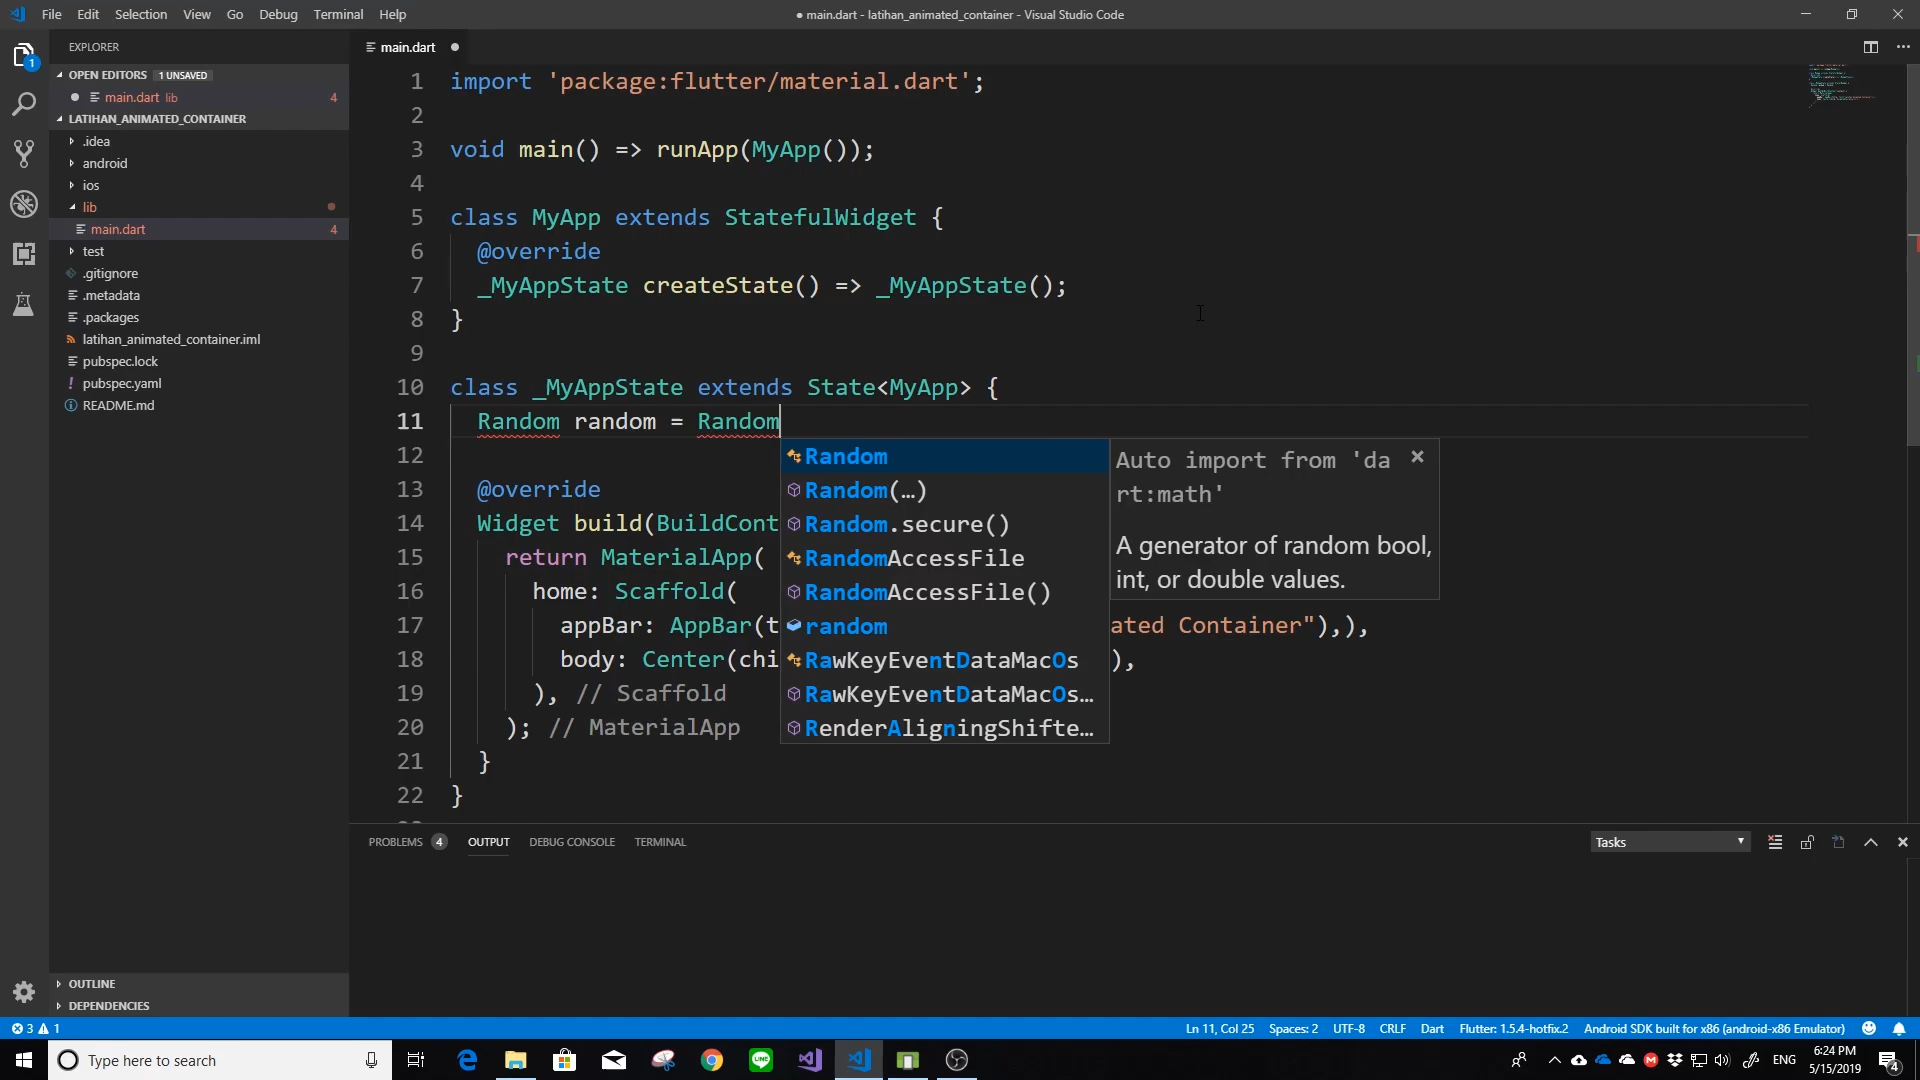 File Edit Selection View Go Debug Terminal Help
● main.dart - latihan_animated_container - Visual Studio Code
EXPLORER
OPEN EDITORS 1 UNSAVED
main.dart lib 4
LATIHAN_ANIMATED_CONTAINER
.idea
android
ios
lib
main.dart 4
test
.gitignore
.metadata
.packages
latihan_animated_container.iml
pubspec.lock
pubspec.yaml
README.md
OUTLINE
DEPENDENCIES
1
main.dart
1 import 'package:flutter/material.dart';
2
3 void main() => runApp(MyApp());
4
5 class MyApp extends StatefulWidget {
6 @override
7 _MyAppState createState() => _MyAppState();
8 }
9
10 class _MyAppState extends State<MyApp> {
11 Random random = Random
12
13 @override
14 Widget build(BuildCont
15 return MaterialApp(
16 home: Scaffold(
17 appBar: AppBar(t ated Container"),),
18 body: Center(chi ),
19 ), // Scaffold
20 ); // MaterialApp
21 }
22 }
Random
Random(…)
Random.secure()
RandomAccessFile
RandomAccessFile()
random
RawKeyEventDataMacOs
RawKeyEventDataMacOs…
RenderAligningShifte…
Auto import from 'da
rt:math'
A generator of random bool,
int, or double values.
PROBLEMS 4 OUTPUT DEBUG CONSOLE TERMINAL
Tasks
3 1
Ln 11, Col 25 Spaces: 2 UTF-8 CRLF Dart Flutter: 1.5.4-hotfix.2 Android SDK built for x86 (android-x86 Emulator)
Type here to search
LINE
ENG
6:24 PM
5/15/2019
4